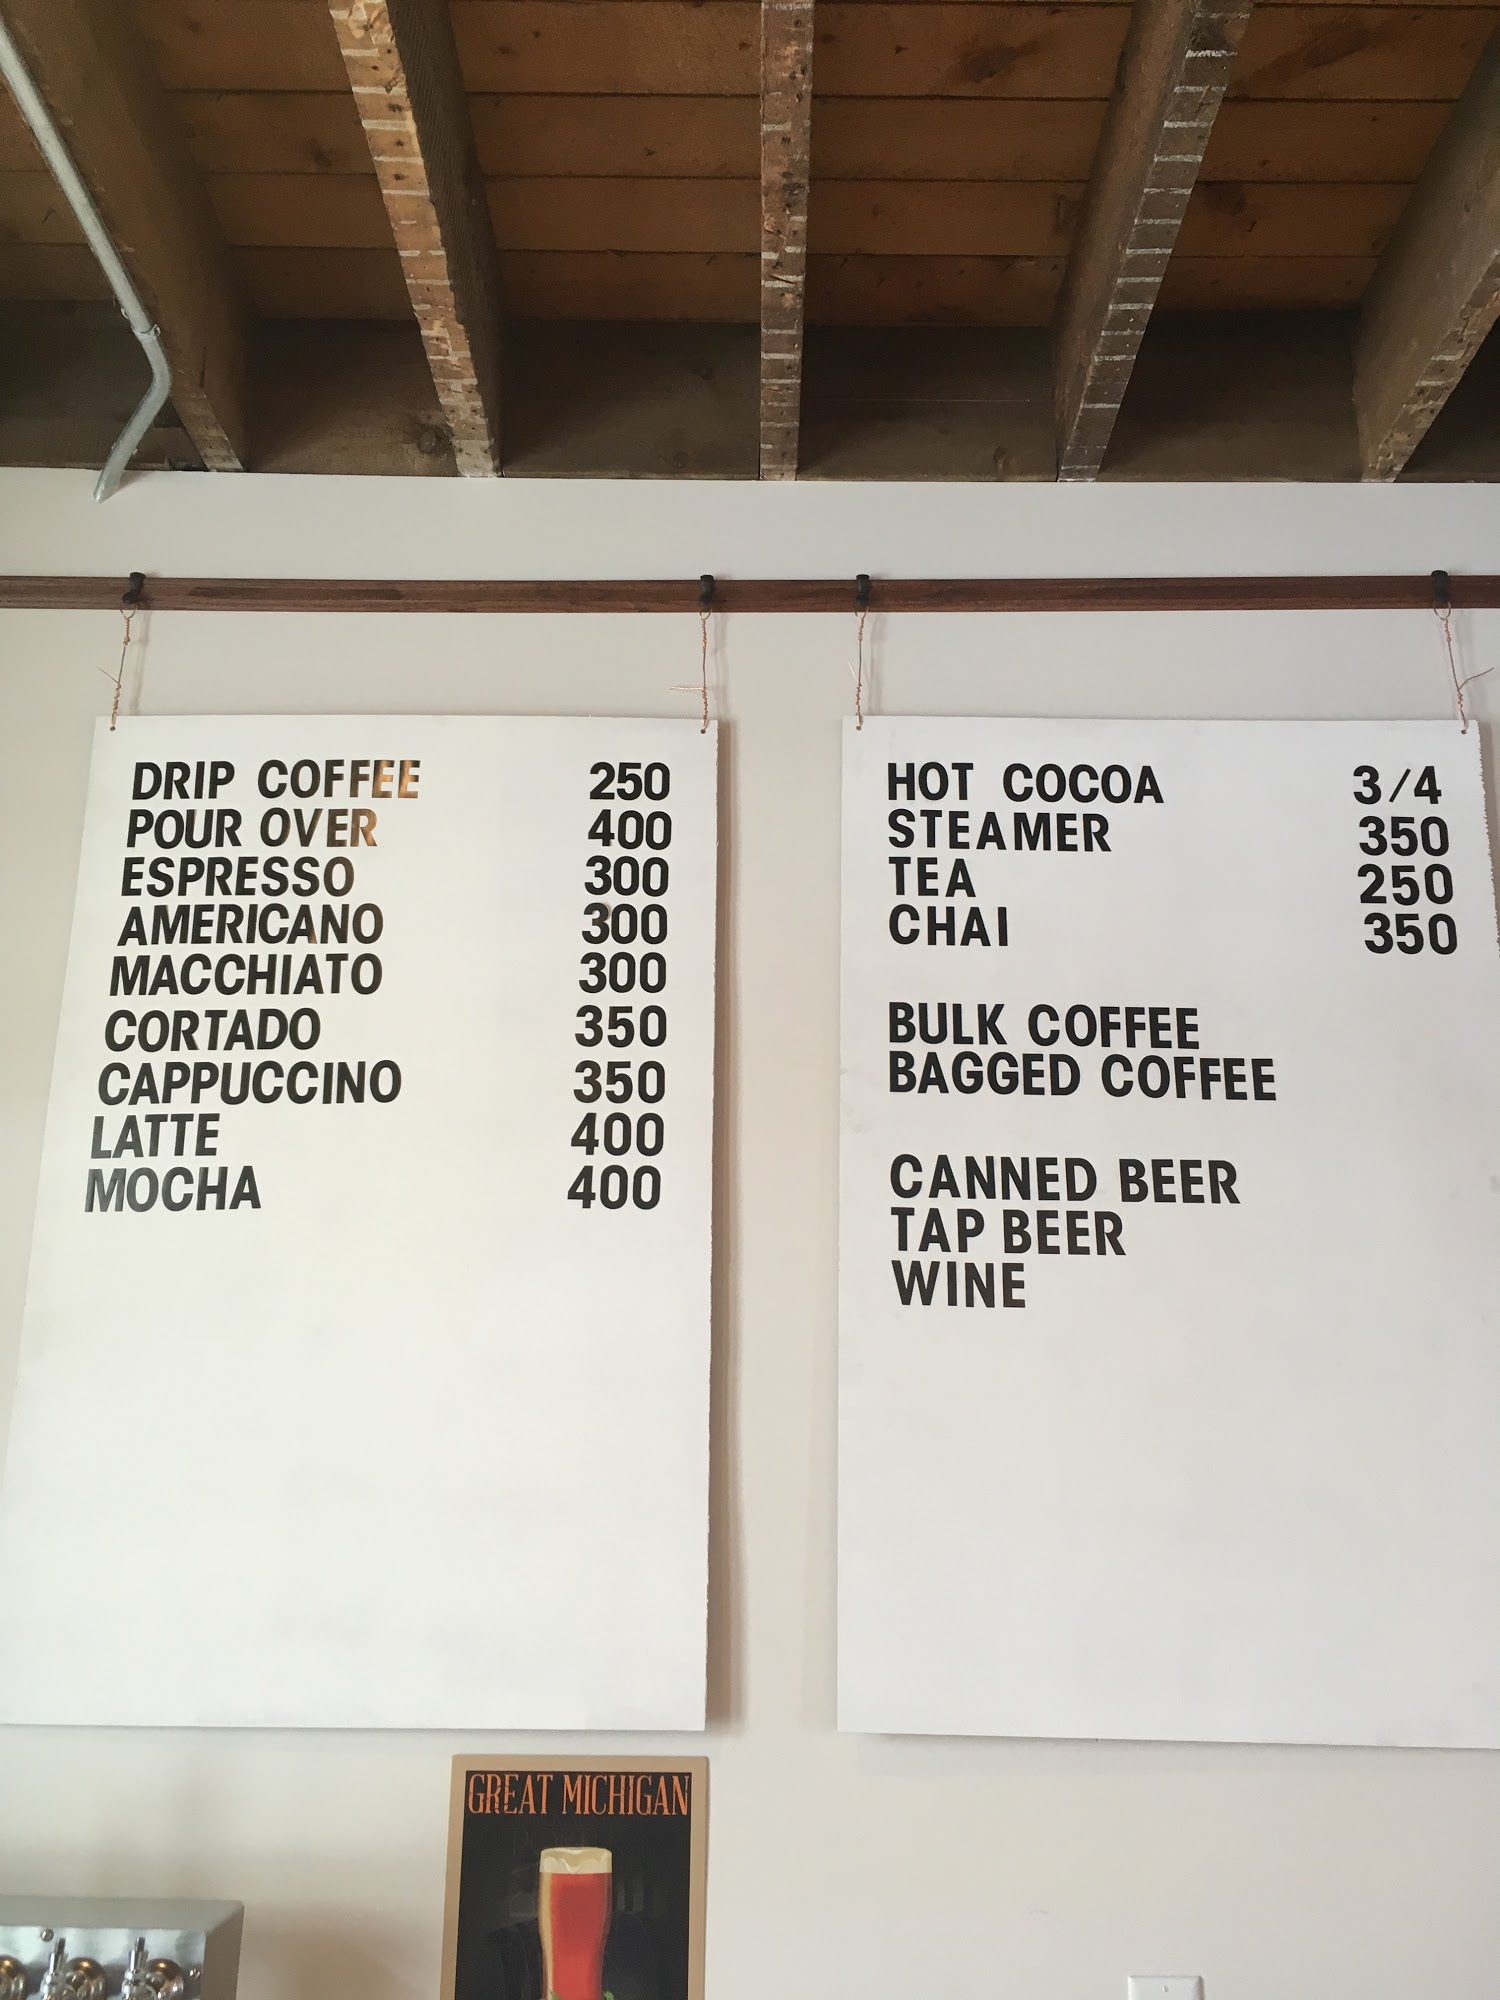 DRIP COFFEE 250
POUR OVER 400
ESPRESSO 300
AMERICANO 300
MACCHIATO 300
CORTADO 350
CAPPUCCINO 350
LATTE 400
MOCHA 400
HOT COCOA 3/4
STEAMER 350
TEA 250
CHAI 350
BULK COFFEE
BAGGED COFFEE
CANNED BEER
TAP BEER
WINE
GREAT MICHIGAN